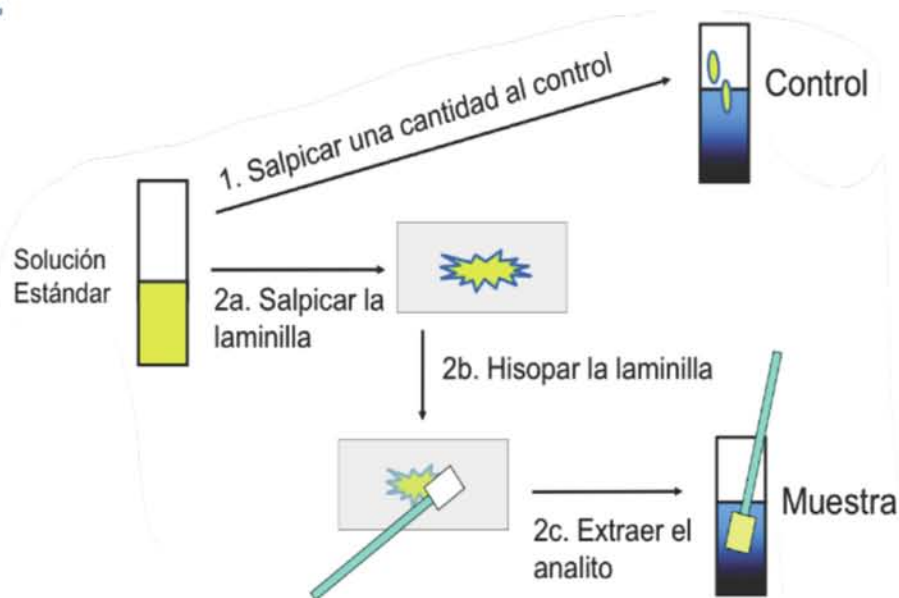 1. Salpicar una cantidad al control
Control
Solución
Estándar
2a. Salpicar la
laminilla
2b. Hisopar la laminilla
2c. Extraer el
analito
Muestra